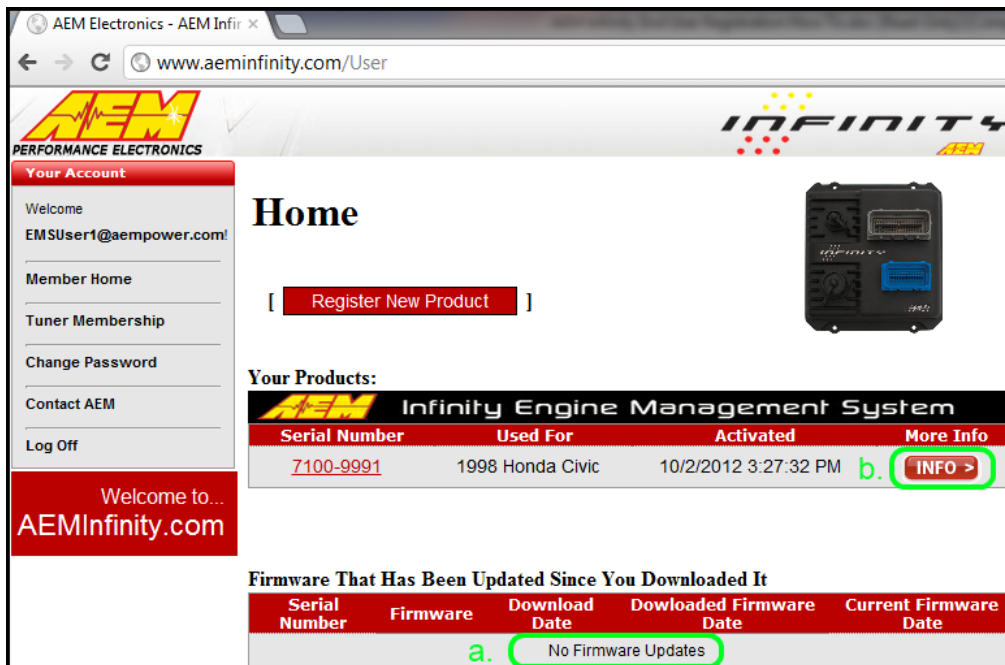 AEM Electronics - AEM Infir ×
www.aeminfinity.com/User
AEM
PERFORMANCE ELECTRONICS
INFINITY
AEM
Your Account
Welcome
EMSUser1@aempower.com!
Member Home
Tuner Membership
Change Password
Contact AEM
Log Off
Welcome to...
AEMInfinity.com
Home
[ Register New Product ]
INFINITY
Your Products:
AEM Infinity Engine Management System
Serial Number Used For Activated More Info
7100-9991 1998 Honda Civic 10/2/2012 3:27:32 PM b. INFO >
Firmware That Has Been Updated Since You Downloaded It
Serial Number Firmware Download Date Dowloaded Firmware Date Current Firmware Date
a. No Firmware Updates